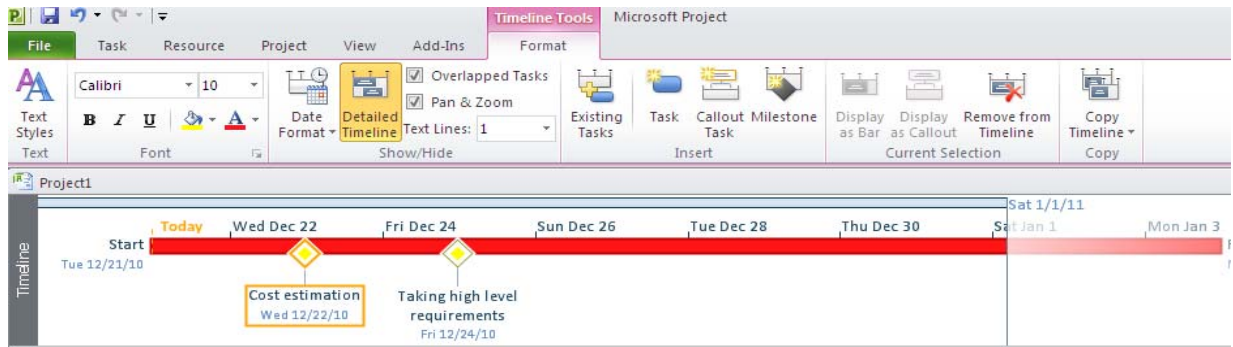 Timeline Tools Microsoft Project
File Task Resource Project View Add-Ins Format
Calibri 10
Text Styles
B I U A
Date Format
Detailed Timeline
Overlapped Tasks
Pan & Zoom
Text Lines: 1
Existing Tasks
Task
Callout Task
Milestone
Display as Bar
Display as Callout
Remove from Timeline
Copy Timeline
Text Font Show/Hide Insert Current Selection Copy
Project1
Timeline
Sat 1/1/11
Today Wed Dec 22 Fri Dec 24 Sun Dec 26 Tue Dec 28 Thu Dec 30 Sat Jan 1 Mon Jan 3
Start
Tue 12/21/10
Cost estimation
Wed 12/22/10
Taking high level
requirements
Fri 12/24/10